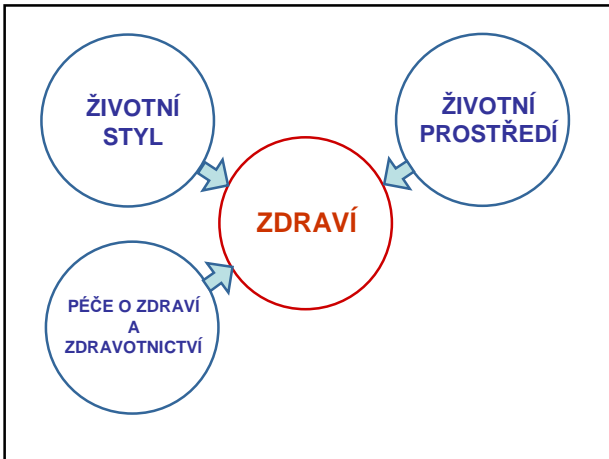 ŽIVOTNÍ
STYL
ŽIVOTNÍ
PROSTŘEDÍ
ZDRAVÍ
PÉČE O ZDRAVÍ
A
ZDRAVOTNICTVÍ